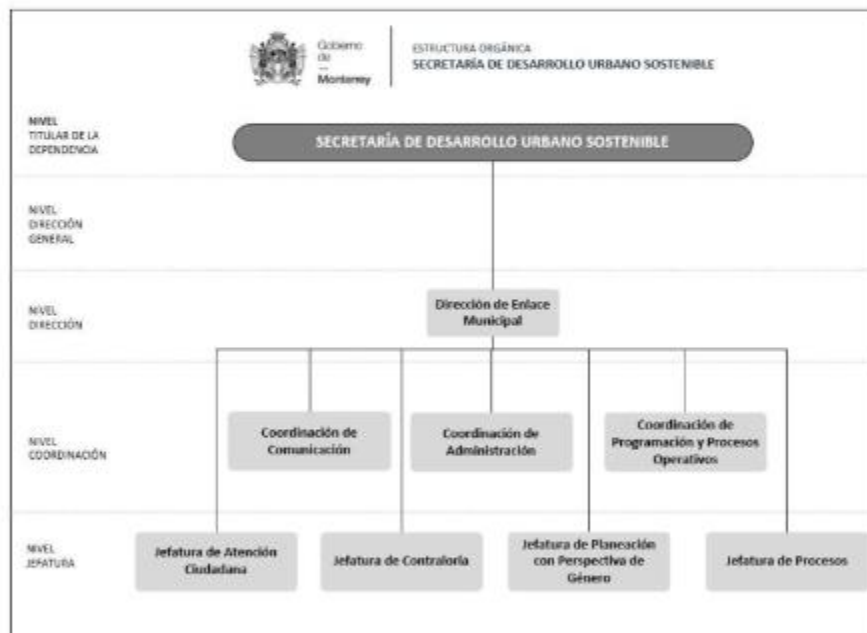 Gobierno
de
—
Monterrey
ESTRUCTURA ORGÁNICA
SECRETARÍA DE DESARROLLO URBANO SOSTENIBLE
NIVEL
TITULAR DE LA
DEPENDENCIA
SECRETARÍA DE DESARROLLO URBANO SOSTENIBLE
NIVEL
DIRECCIÓN
GENERAL
NIVEL
DIRECCIÓN
Dirección de Enlace
Municipal
NIVEL
COORDINACIÓN
Coordinación de
Comunicación
Coordinación de
Administración
Coordinación de
Programación y Procesos
Operativos
NIVEL
JEFATURA
Jefatura de Atención
Ciudadana
Jefatura de Contraloría
Jefatura de Planeación
con Perspectiva de
Género
Jefatura de Procesos